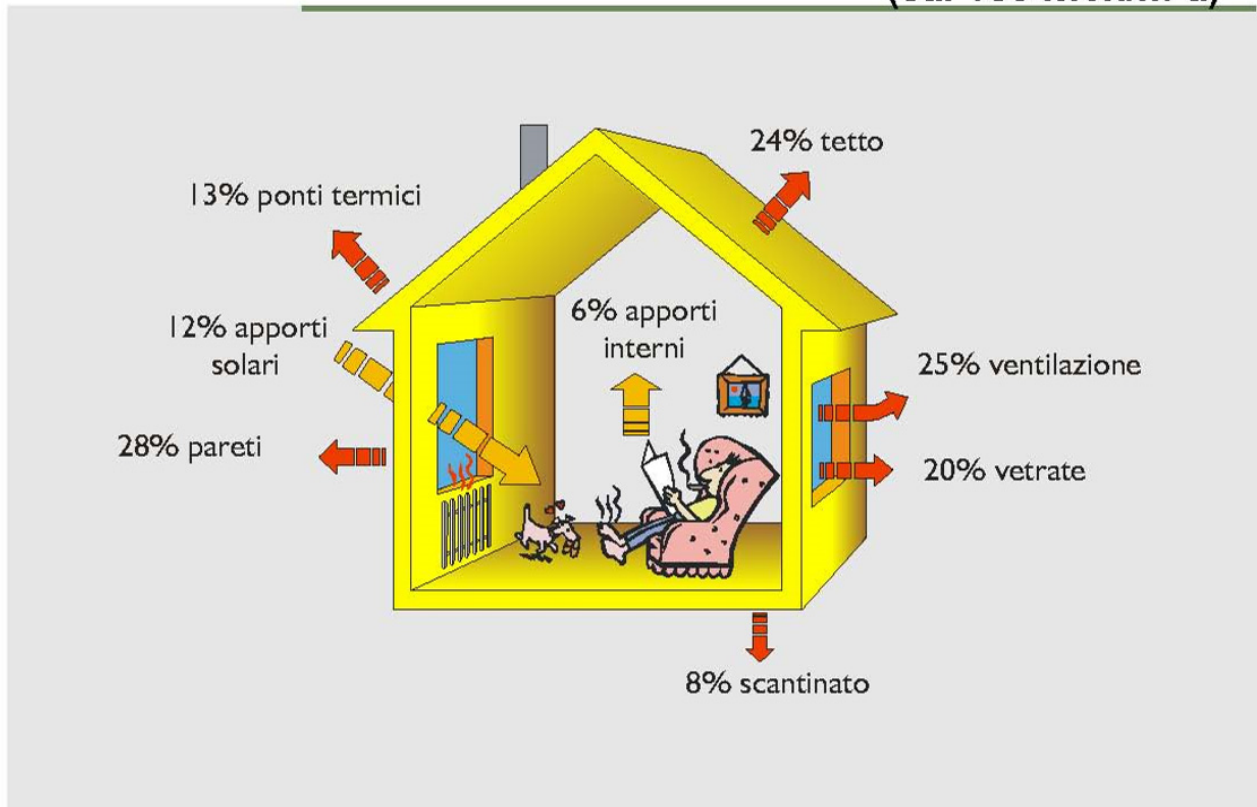 24% tetto
13% ponti termici
12% apporti
solari
6% apporti
interni
25% ventilazione
28% pareti
20% vetrate
8% scantinato